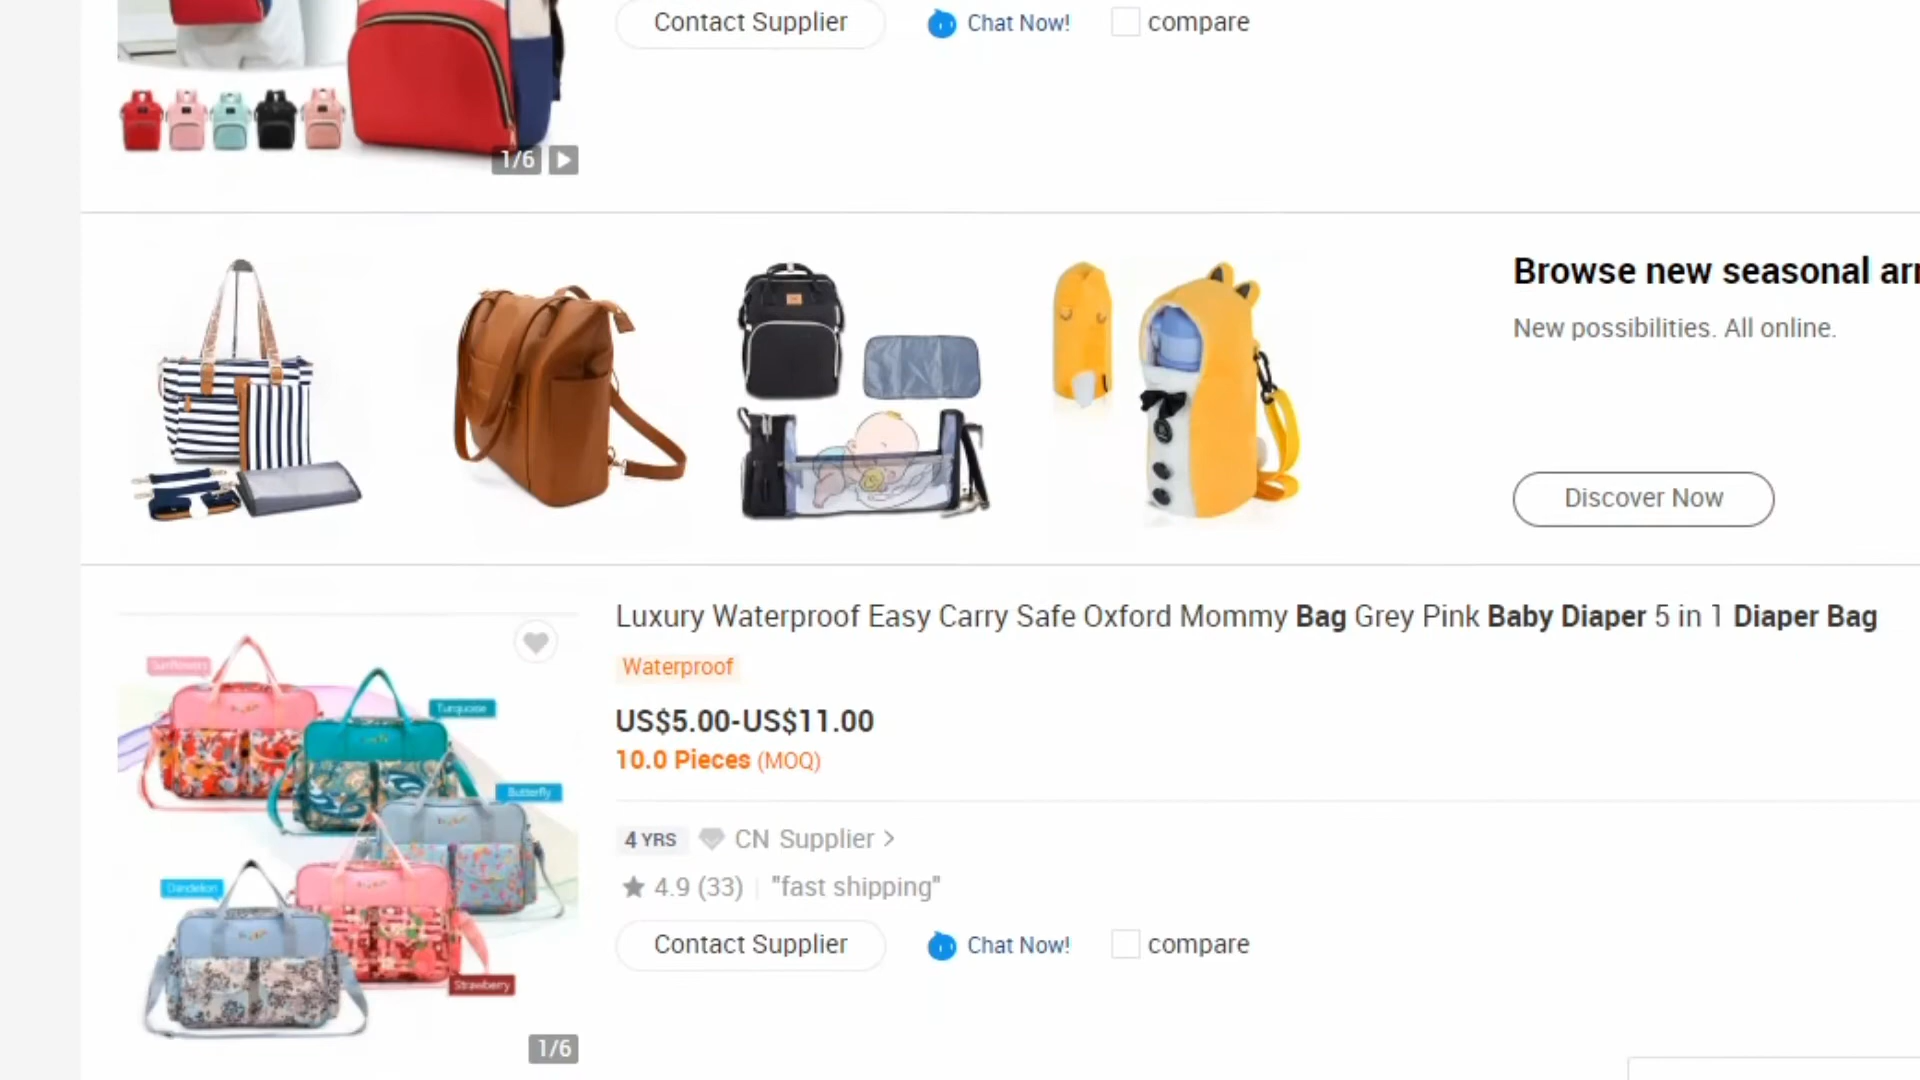 Contact Supplier
Chat Now!
compare
1/6
Browse new seasonal arr
New possibilities. All online.
Discover Now
Luxury Waterproof Easy Carry Safe Oxford Mommy Bag Grey Pink Baby Diaper 5 in 1 Diaper Bag
Waterproof
US$5.00-US$11.00
10.0 Pieces (MOQ)
4 YRS
CN Supplier >
4.9 (33) | "fast shipping"
Contact Supplier
Chat Now!
compare
Sunflowers
Turquoise
Butterfly
Dandelion
Strawberry
1/6